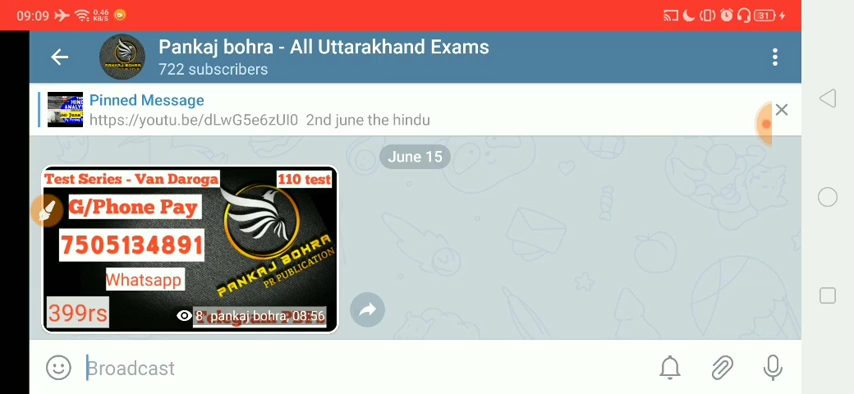 09:09
0.46
KB/S
31
Pankaj bohra - All Uttarakhand Exams
722 subscribers
Pinned Message
https://youtu.be/dLwG5e6zUI0 2nd june the hindu
June 15
Test Series - Van Daroga
110 test
G/Phone Pay
7505134891
Whatsapp
399rs
PANKAJ BOHRA
PR PUBLICATION
8 pankaj bohra, 08:56
Broadcast